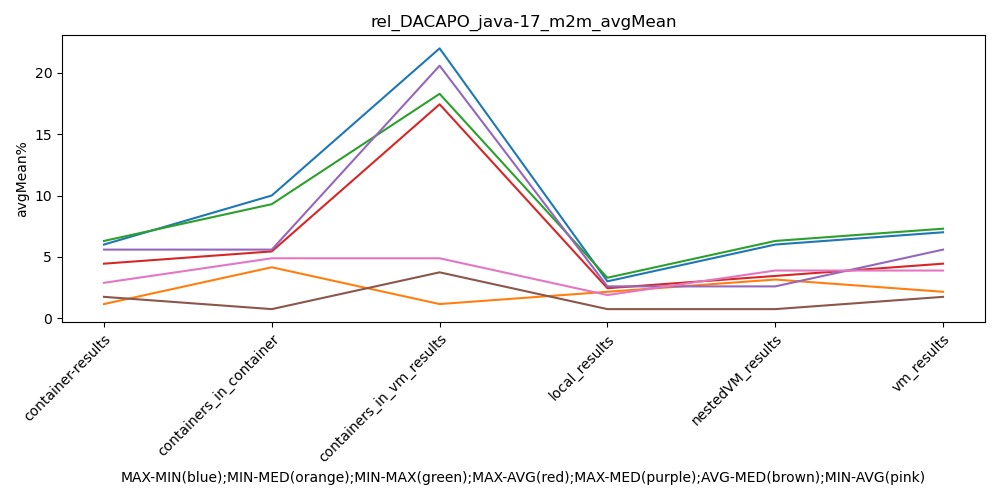 rel_DACAPO_java-17_m2m_avgMean
avgMean%
20
15
10
5
0
container-results
containers_in_container
containers_in_vm_results
local_results
nestedVM_results
vm_results
MAX-MIN(blue);MIN-MED(orange);MIN-MAX(green);MAX-AVG(red);MAX-MED(purple);AVG-MED(brown);MIN-AVG(pink)